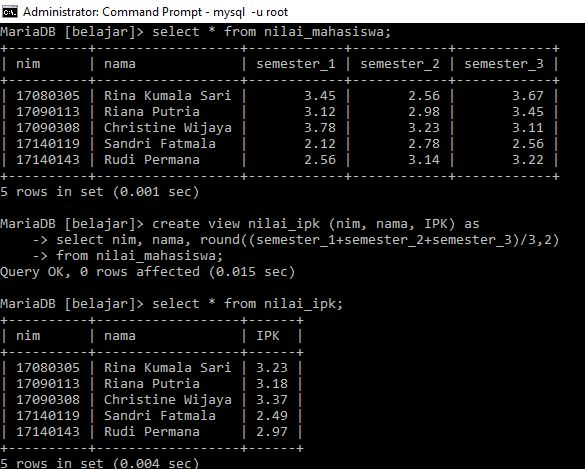 Administrator: Command Prompt - mysql  -u root
MariaDB [belajar]> select * from nilai_mahasiswa;
+----------+------------------+------------+------------+------------+
| nim      | nama             | semester_1 | semester_2 | semester_3 |
+----------+------------------+------------+------------+------------+
| 17080305 | Rina Kumala Sari |       3.45 |       2.56 |       3.67 |
| 17090113 | Riana Putria     |       3.12 |       2.98 |       3.45 |
| 17090308 | Christine Wijaya |       3.78 |       3.23 |       3.11 |
| 17140119 | Sandri Fatmala   |       2.12 |       2.78 |       2.56 |
| 17140143 | Rudi Permana     |       2.56 |       3.14 |       3.22 |
+----------+------------------+------------+------------+------------+
5 rows in set (0.001 sec)
MariaDB [belajar]> create view nilai_ipk (nim, nama, IPK) as
    -> select nim, nama, round((semester_1+semester_2+semester_3)/3,2)
    -> from nilai_mahasiswa;
Query OK, 0 rows affected (0.015 sec)
MariaDB [belajar]> select * from nilai_ipk;
+----------+------------------+------+
| nim      | nama             | IPK  |
+----------+------------------+------+
| 17080305 | Rina Kumala Sari | 3.23 |
| 17090113 | Riana Putria     | 3.18 |
| 17090308 | Christine Wijaya | 3.37 |
| 17140119 | Sandri Fatmala   | 2.49 |
| 17140143 | Rudi Permana     | 2.97 |
+----------+------------------+------+
5 rows in set (0.004 sec)